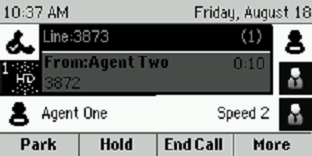 10:37 AM Friday, August 18
Line:3873 (1)
From:Agent Two 0:10
1 HD 3872
Agent One Speed 2
Park Hold End Call More